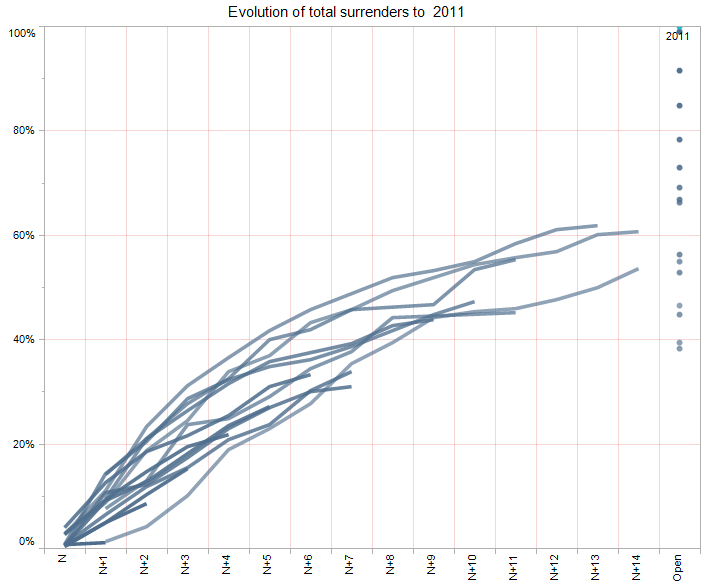 Evolution of total surrenders to 2011
100%
80%
60%
40%
20%
0%
2011
N
N+1
N+2
N+3
N+4
N+5
N+6
N+7
N+8
N+9
N+10
N+11
N+12
N+13
N+14
Open